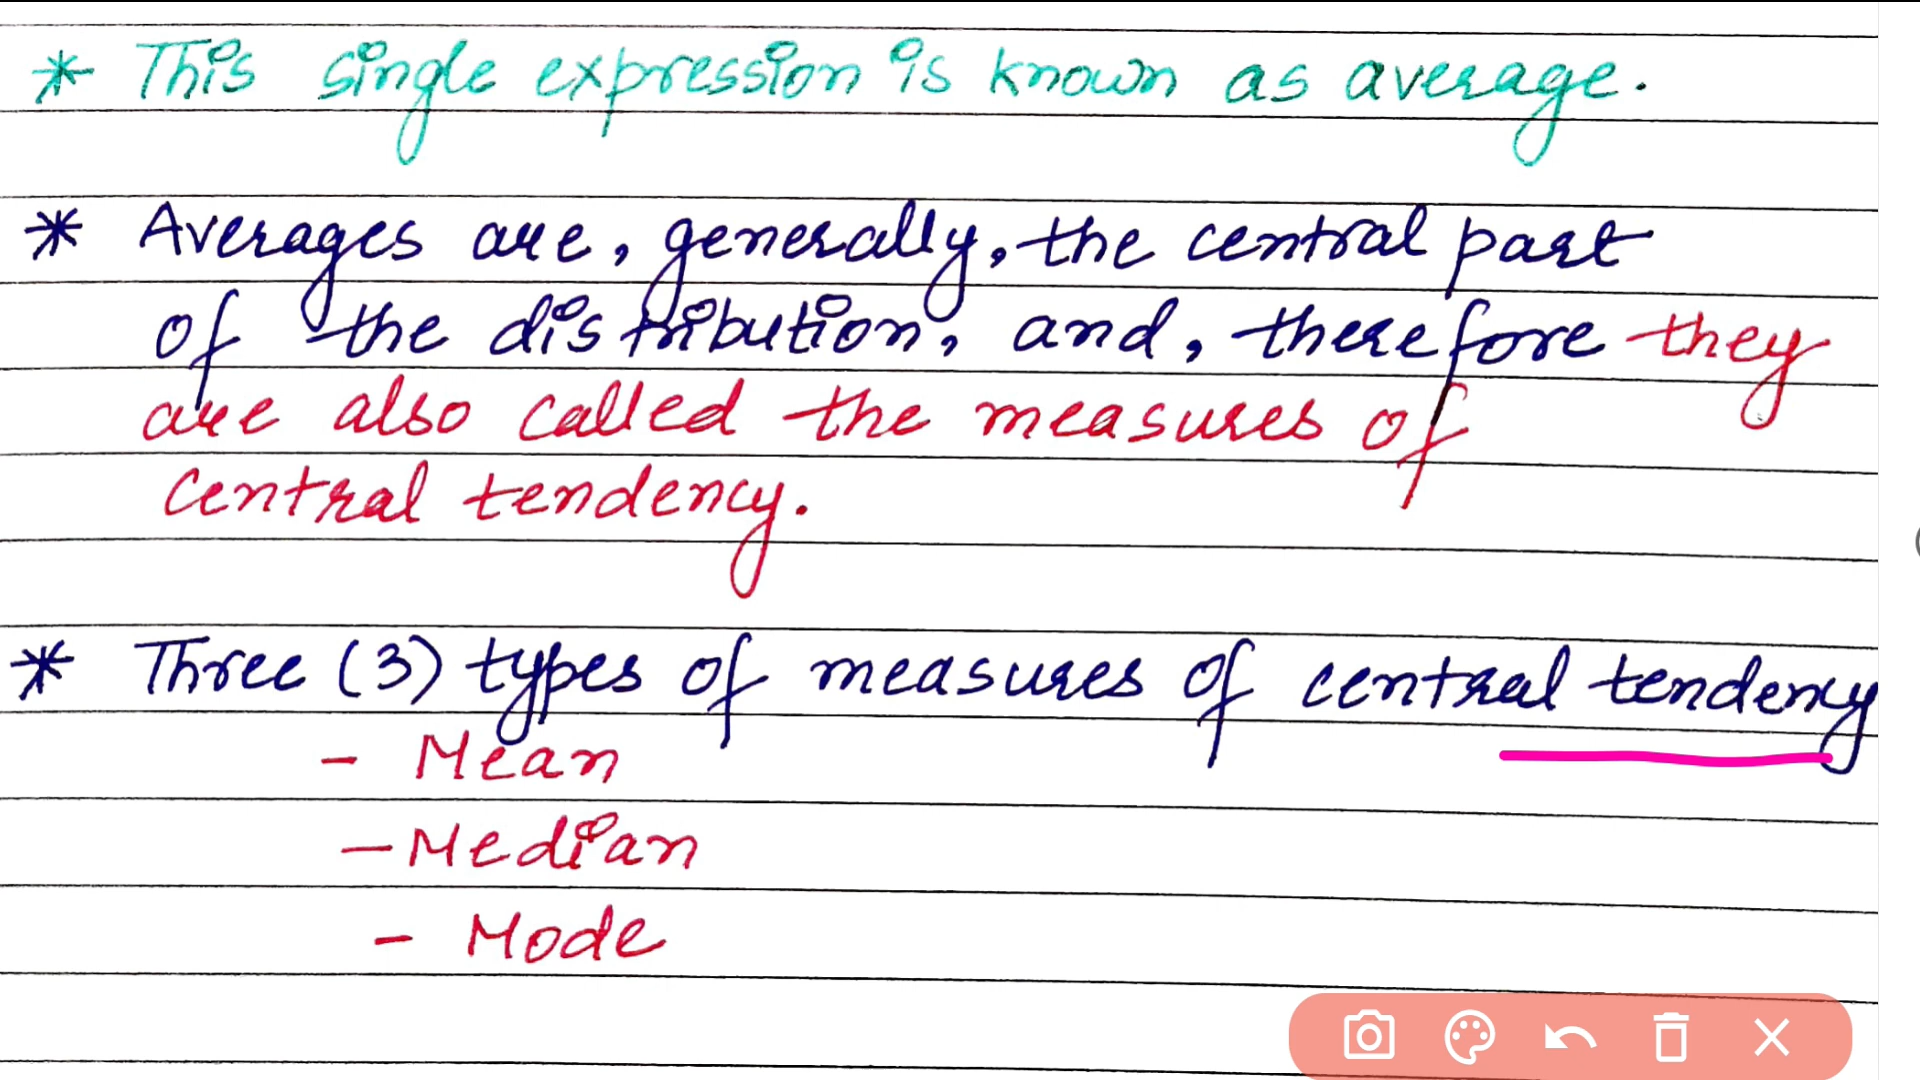 * This single expression is known as average.
* Averages are, generally, the central part
of the distribution, and, therefore they
are also called the measures of
central tendency.
* Three (3) types of measures of central tendency
- Mean
- Median
- Mode